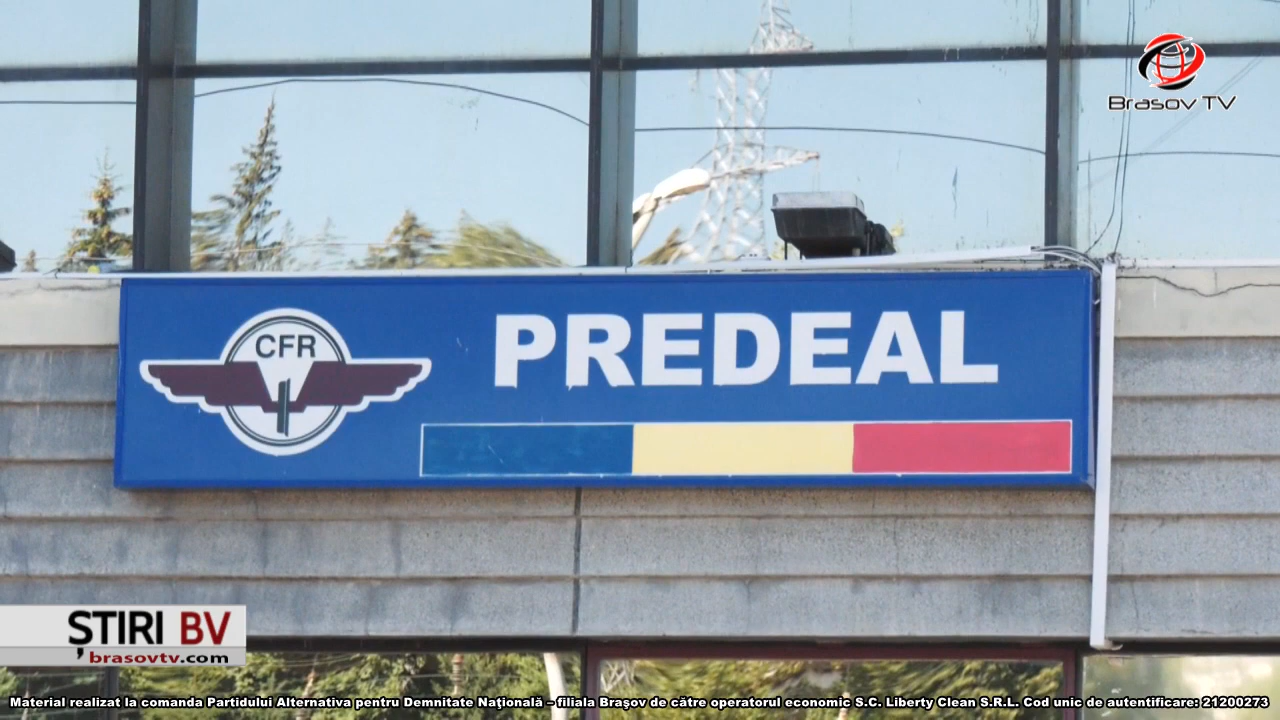 Brasov TV
CFR
PREDEAL
ȘTIRI BV
brasovtv.com
Material realizat la comanda Partidului Alternativa pentru Demnitate Naţională – filiala Braşov de către operatorul economic S.C. Liberty Clean S.R.L. Cod unic de autentificare: 21200273